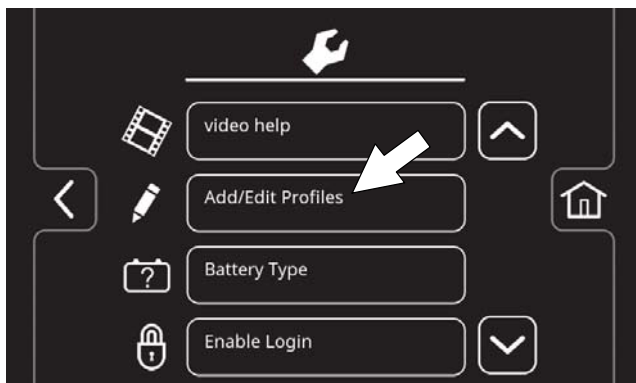 video help
Add/Edit Profiles
?
Battery Type
Enable Login